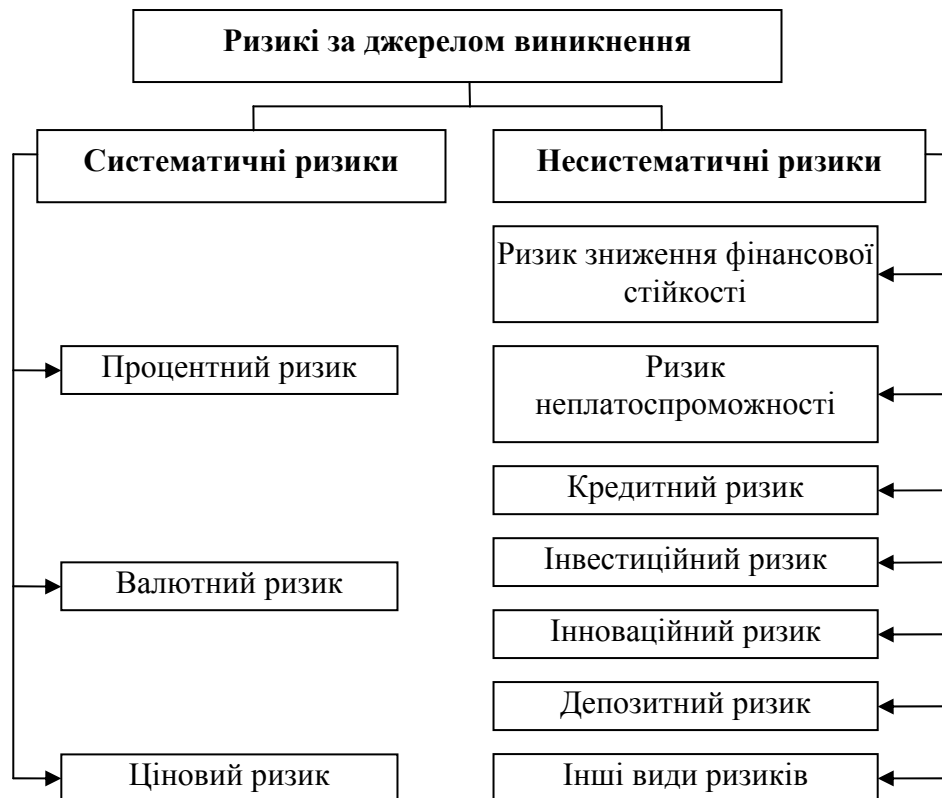 Ризикі за джерелом виникнення
Систематичні ризики
Несистематичні ризики
Ризик зниження фінансової
стійкості
Процентний ризик
Ризик
неплатоспроможності
Кредитний ризик
Валютний ризик
Інвестиційний ризик
Інноваційний ризик
Депозитний ризик
Ціновий ризик
Інші види ризиків